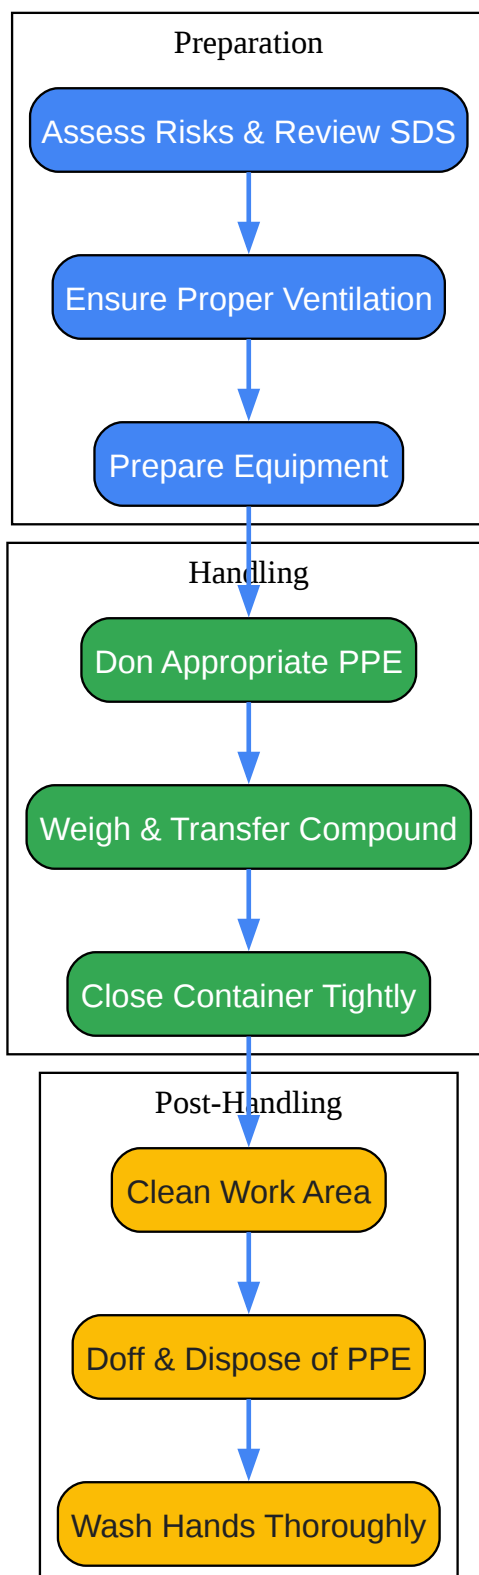 Preparation
Assess Risks & Review SDS
Ensure Proper Ventilation
Prepare Equipment
Handling
Don Appropriate PPE
Weigh & Transfer Compound
Close Container Tightly
Post-Handling
Clean Work Area
Doff & Dispose of PPE
Wash Hands Thoroughly